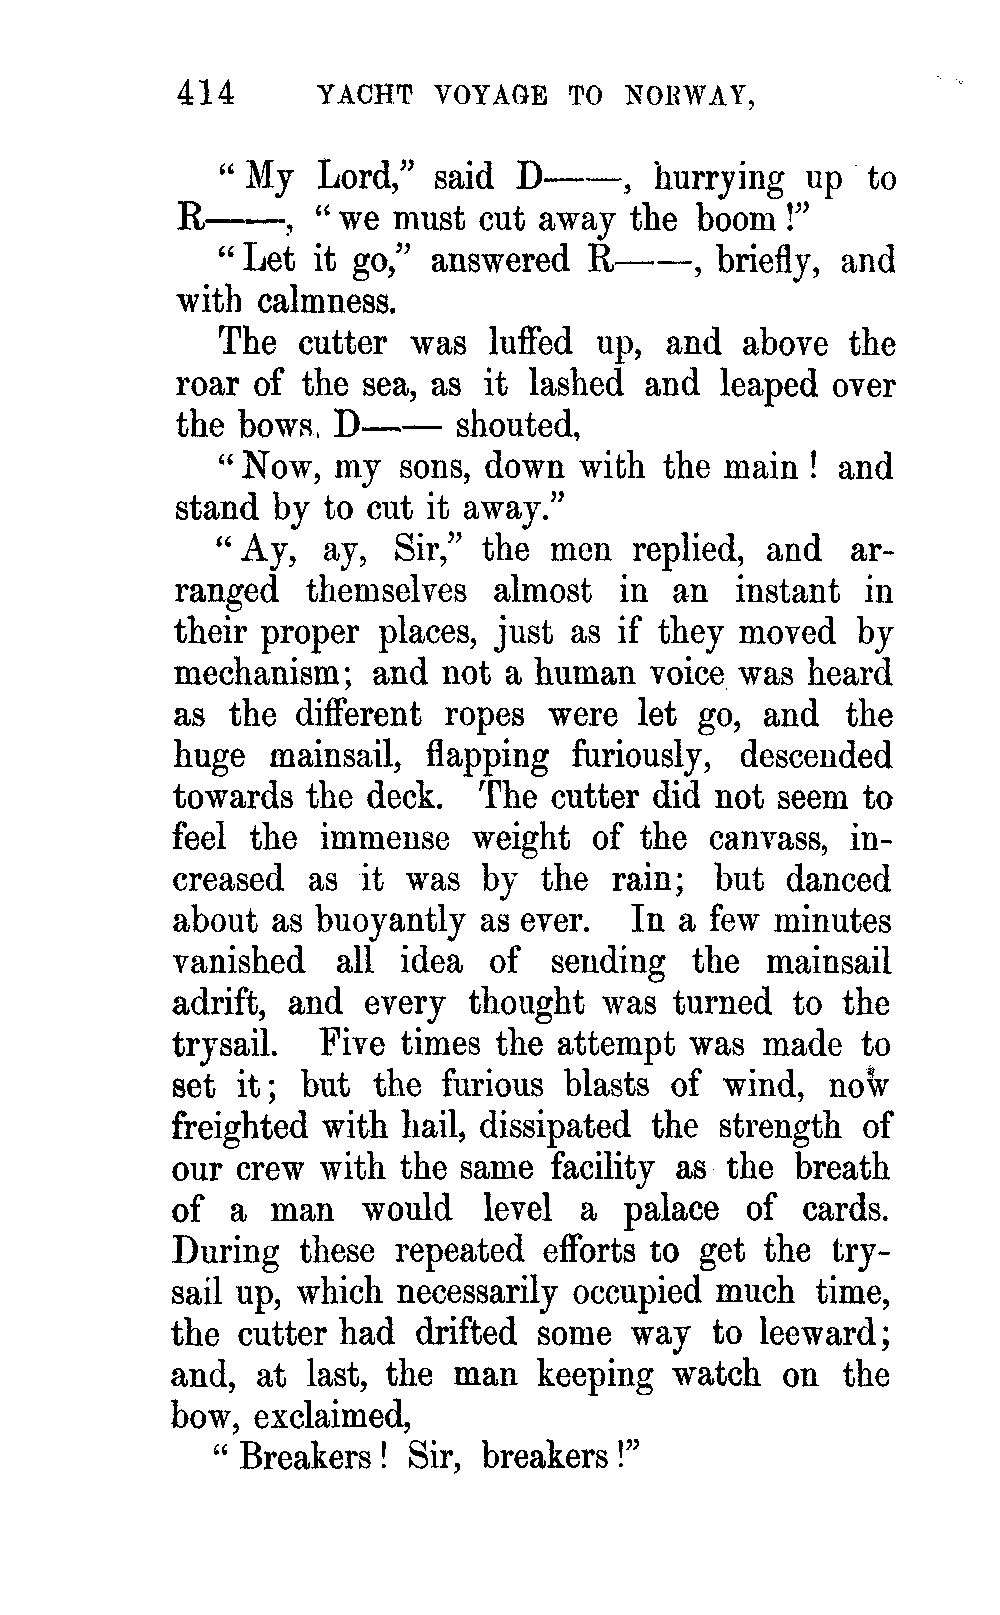 414 YACHT VOYAGE TO NORWAY,
“ My Lord,” said D——, hurrying up to
R——, “ we must cut away the boom !”
“ Let it go,” answered R——, briefly, and
with calmness.
The cutter was luffed up, and above the
roar of the sea, as it lashed and leaped over
the bows, D—— shouted,
“ Now, my sons, down with the main ! and
stand by to cut it away.”
“ Ay, ay, Sir,” the men replied, and ar-
ranged themselves almost in an instant in
their proper places, just as if they moved by
mechanism; and not a human voice was heard
as the different ropes were let go, and the
huge mainsail, flapping furiously, descended
towards the deck. The cutter did not seem to
feel the immense weight of the canvass, in-
creased as it was by the rain; but danced
about as buoyantly as ever. In a few minutes
vanished all idea of sending the mainsail
adrift, and every thought was turned to the
trysail. Five times the attempt was made to
set it; but the furious blasts of wind, now
freighted with hail, dissipated the strength of
our crew with the same facility as the breath
of a man would level a palace of cards.
During these repeated efforts to get the try-
sail up, which necessarily occupied much time,
the cutter had drifted some way to leeward;
and, at last, the man keeping watch on the
bow, exclaimed,
“ Breakers ! Sir, breakers !”